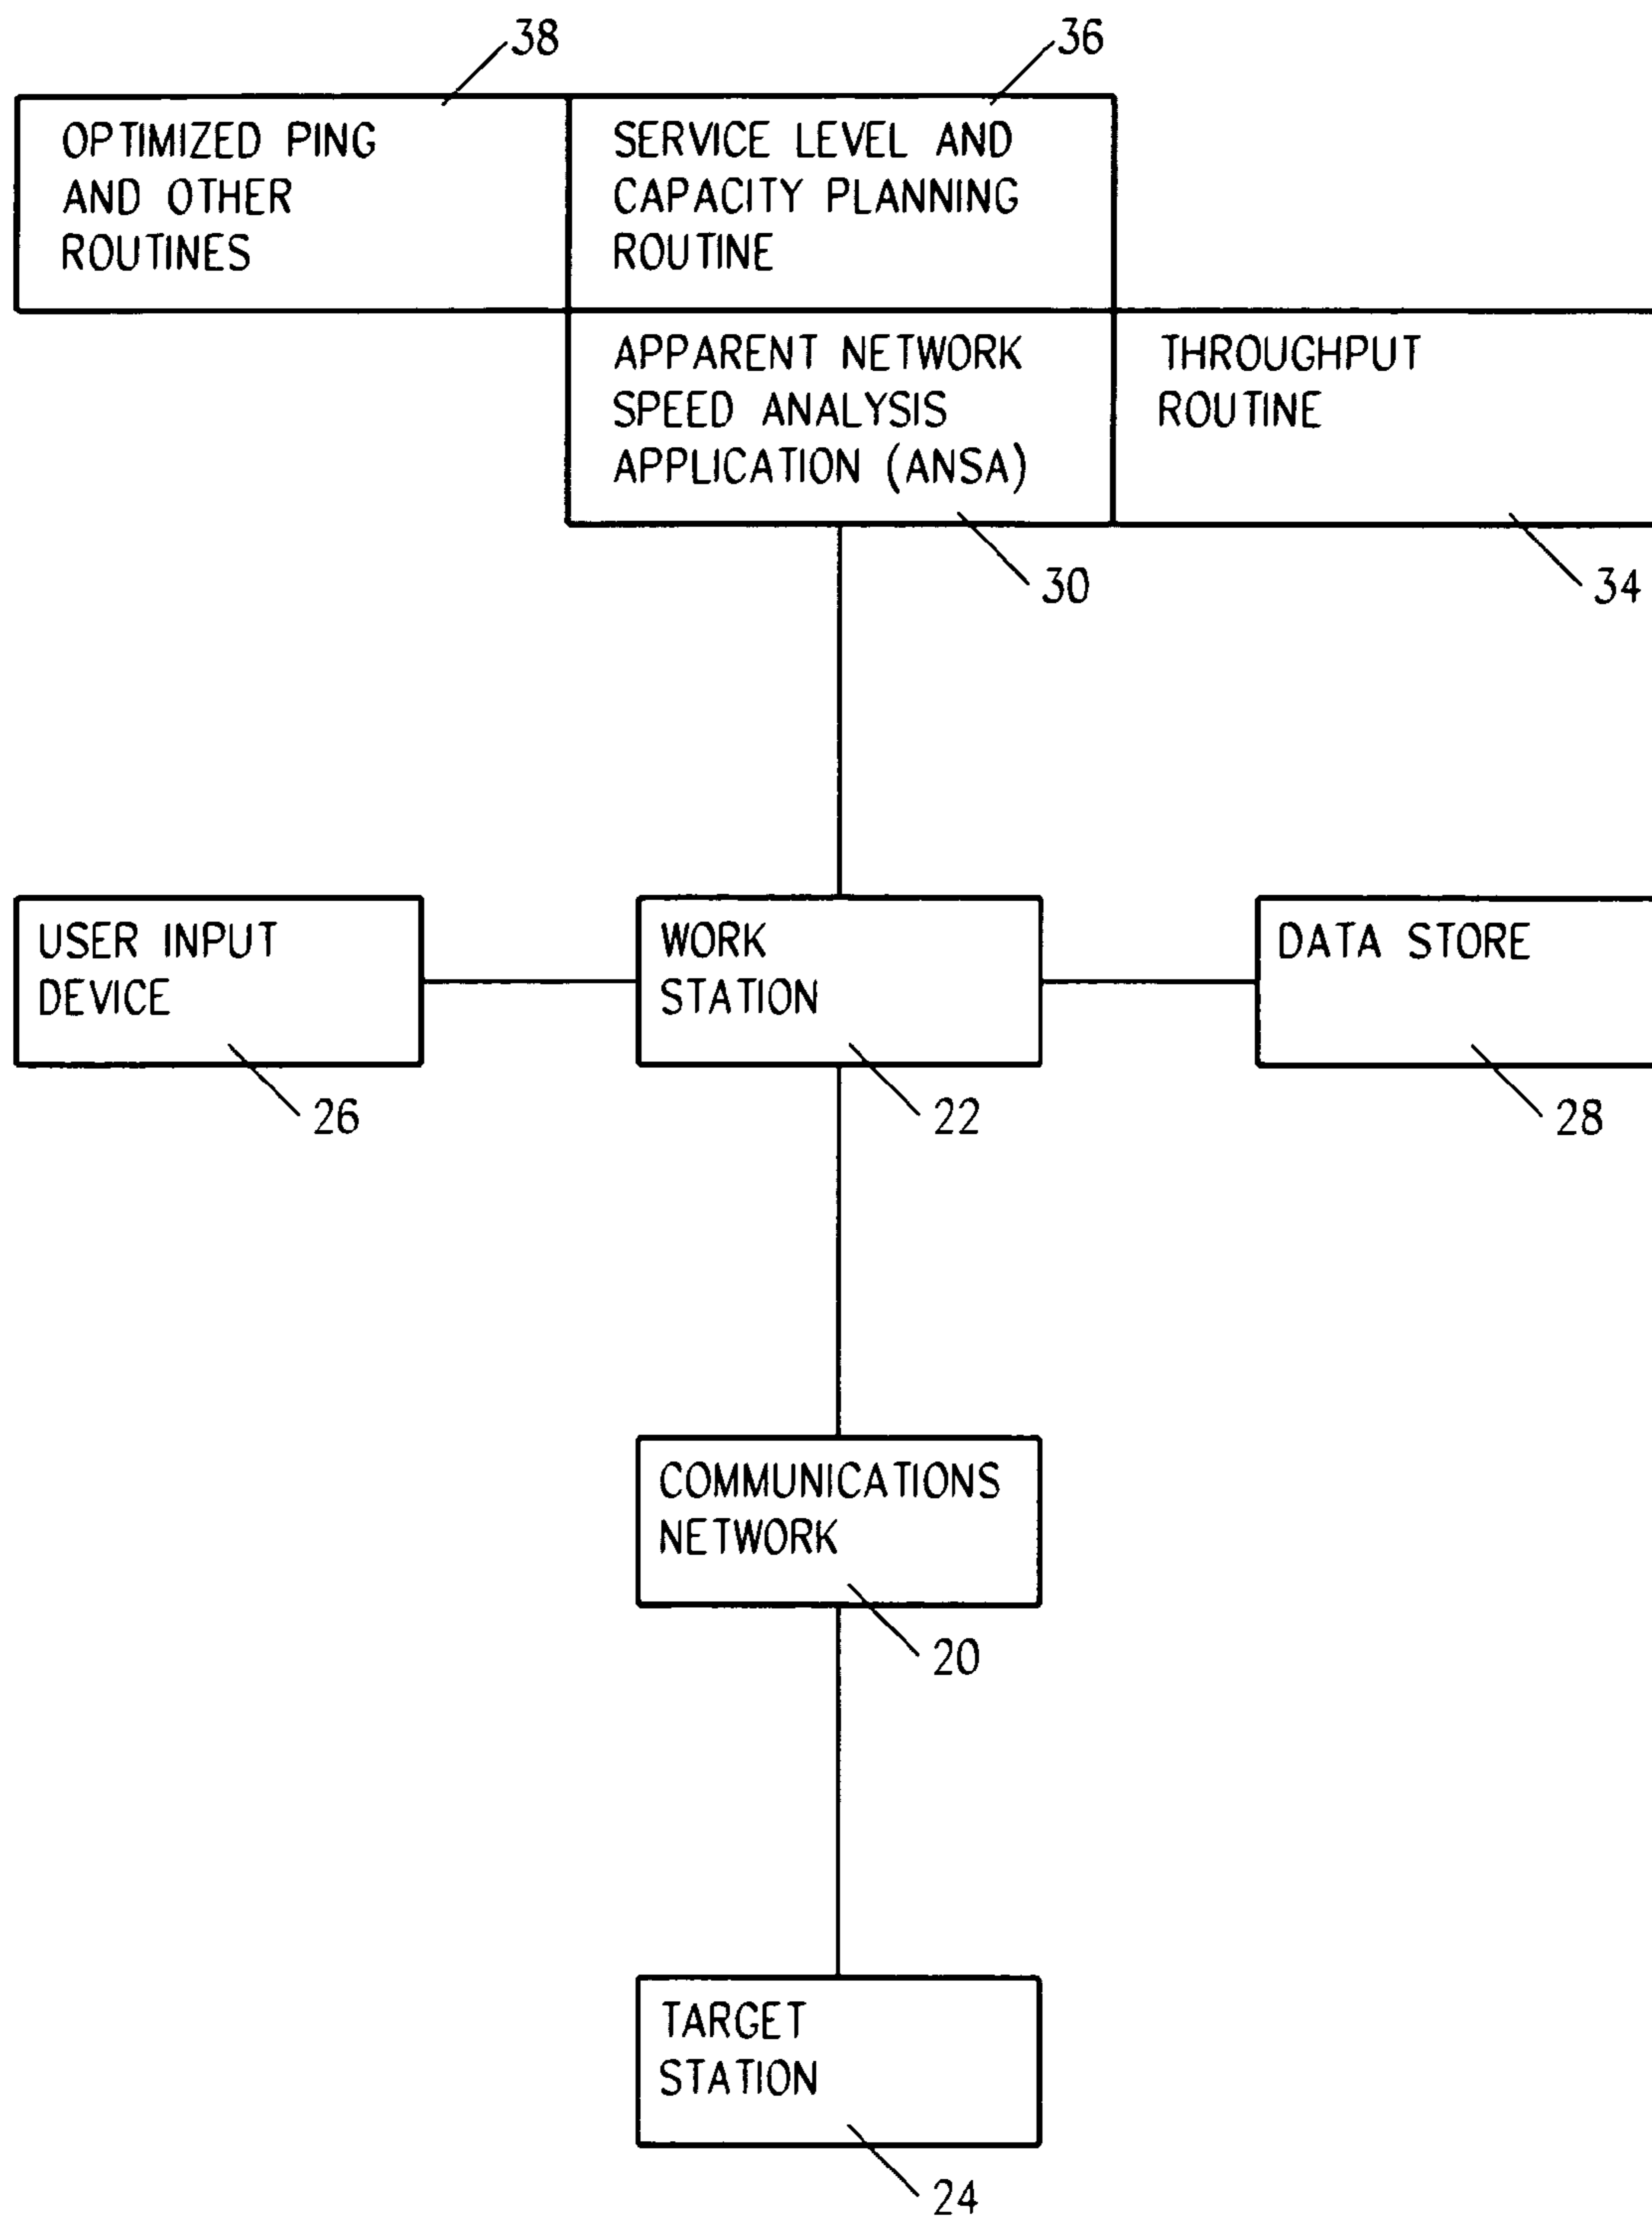 38
36
OPTIMIZED PING
AND OTHER
ROUTINES
SERVICE LEVEL AND
CAPACITY PLANNING
ROUTINE
APPARENT NETWORK
SPEED ANALYSIS
APPLICATION (ANSA)
THROUGHPUT
ROUTINE
30
34
USER INPUT
DEVICE
WORK
STATION
DATA STORE
26
22
28
COMMUNICATIONS
NETWORK
20
TARGET
STATION
24